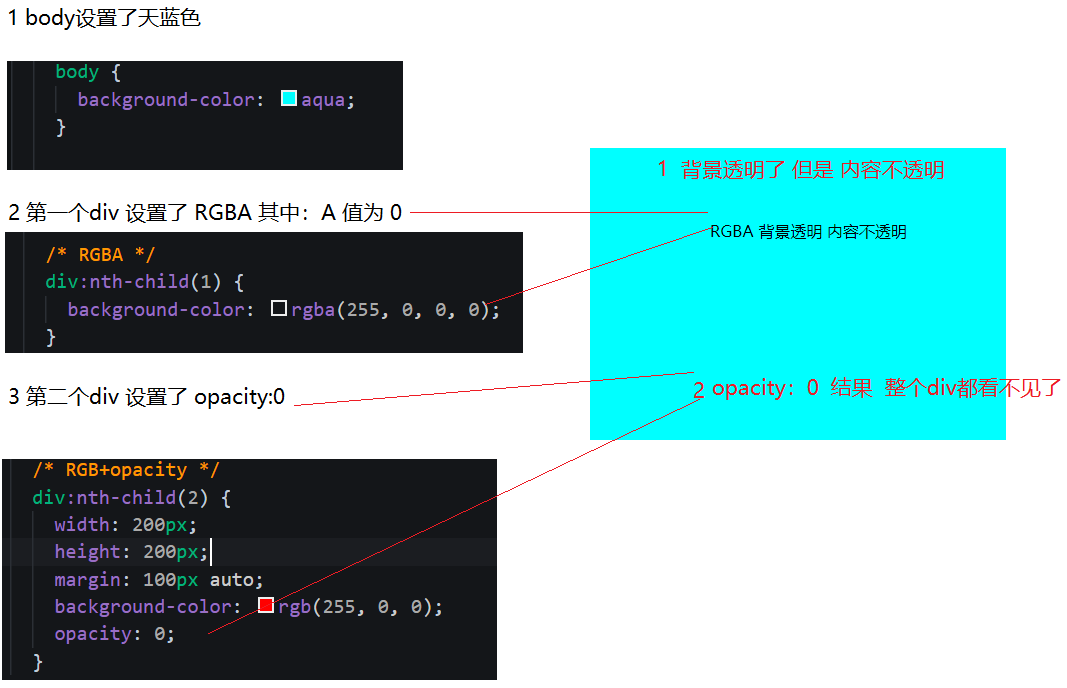 1 body设置了天蓝色
body {
background-color: aqua;
}
1 背景透明了 但是 内容不透明
2 第一个div 设置了 RGBA 其中：A 值为 0
RGBA 背景透明 内容不透明
/* RGBA */
div:nth-child(1) {
background-color: rgba(255, 0, 0, 0);
}
3 第二个div 设置了 opacity:0
2 opacity：0 结果 整个div都看不见了
/* RGB+opacity */
div:nth-child(2) {
width: 200px;
height: 200px;
margin: 100px auto;
background-color: rgb(255, 0, 0);
opacity: 0;
}